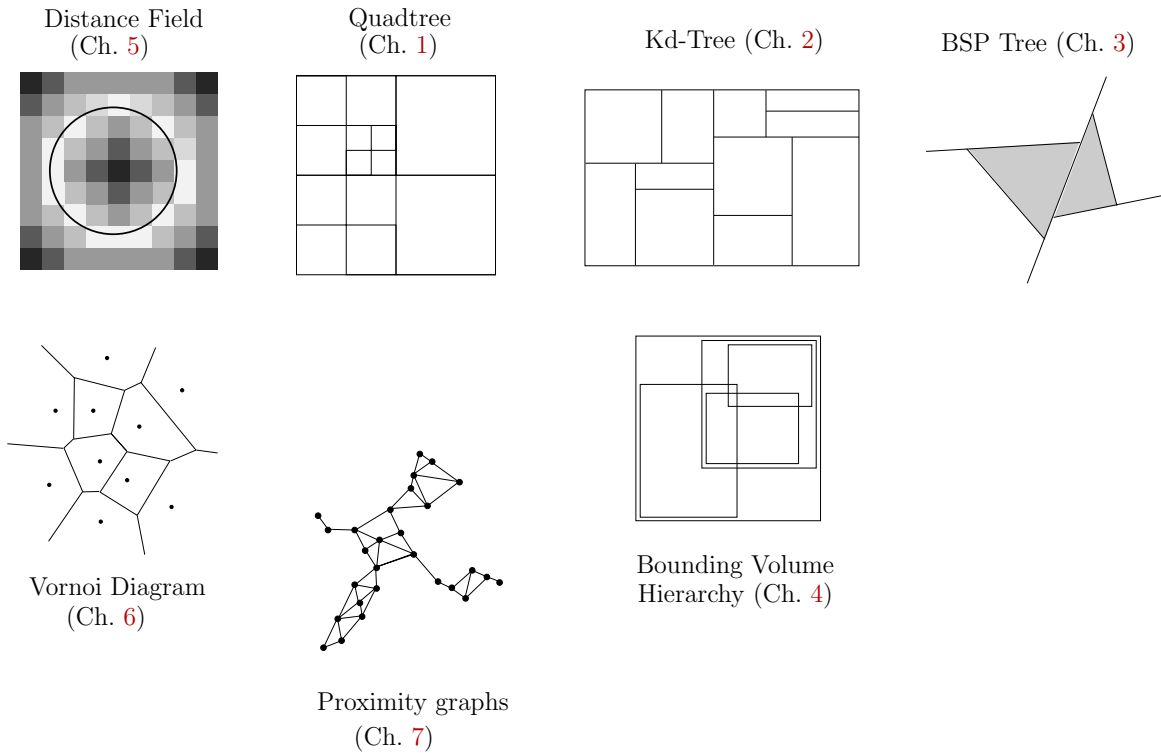 Distance Field
(Ch. 5)
Quadtree
(Ch. 1)
Kd-Tree (Ch. 2)
BSP Tree (Ch. 3)
Vornoi Diagram
(Ch. 6)
Proximity graphs
(Ch. 7)
Bounding Volume
Hierarchy (Ch. 4)